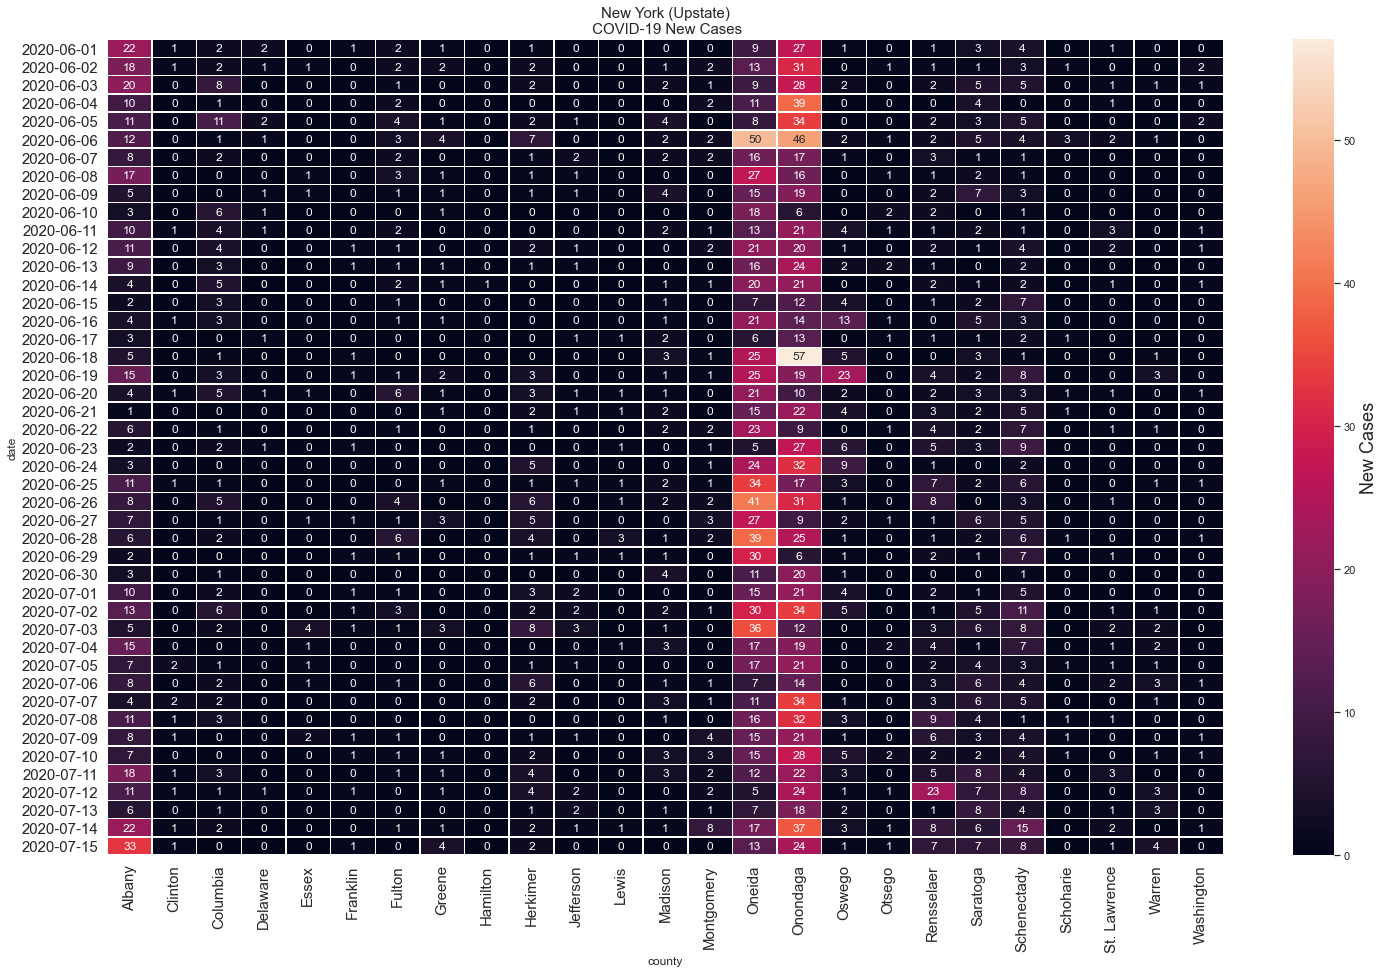 New York (Upstate)
COVID-19 New Cases
2020-06-01 22 1 2 2 0 1 2 1 0 1 0 0 0 0 9 27 1 0 1 3 4 0 1 0 0
2020-06-02 18 1 2 1 1 0 2 2 0 2 0 0 1 2 13 31 0 1 1 1 3 1 0 0 2
2020-06-03 20 0 8 0 0 0 1 0 0 2 0 0 2 1 9 28 2 0 2 5 5 0 1 1 1
2020-06-04 10 0 1 0 0 0 2 0 0 0 0 0 0 2 11 39 0 0 0 4 0 0 1 0 0
2020-06-05 11 0 11 2 0 0 4 1 0 2 1 0 4 0 8 34 0 0 2 3 5 0 0 0 2
2020-06-06 12 0 1 1 0 0 3 4 0 7 0 0 2 2 50 46 2 1 2 5 4 3 2 1 0
2020-06-07 8 0 2 0 0 0 2 0 0 1 2 0 2 2 16 17 1 0 3 1 1 0 0 0 0
2020-06-08 17 0 0 0 1 0 3 1 0 1 1 0 0 0 27 16 0 1 1 2 1 0 0 0 0
2020-06-09 5 0 0 1 1 0 1 1 0 1 1 0 4 0 15 19 0 0 2 7 3 0 0 0 0
2020-06-10 3 0 6 1 0 0 0 1 0 0 0 0 0 0 18 6 0 2 2 0 1 0 0 0 0
2020-06-11 10 1 4 1 0 0 2 0 0 0 0 0 2 1 13 21 4 1 1 2 1 0 3 0 1
2020-06-12 11 0 4 0 0 1 1 0 0 2 1 0 0 2 21 20 1 0 2 1 4 0 2 0 1
2020-06-13 9 0 3 0 0 1 1 1 0 1 1 0 0 0 16 24 2 2 1 0 2 0 0 0 0
2020-06-14 4 0 5 0 0 0 2 1 1 0 0 0 1 1 20 21 0 0 2 1 2 0 1 0 1
2020-06-15 2 0 3 0 0 0 1 0 0 0 0 0 0 0 7 12 4 0 1 2 7 0 0 0 0
2020-06-16 4 1 3 0 0 0 1 1 0 0 0 0 1 0 21 14 13 1 0 5 3 0 0 0 0
2020-06-17 3 0 0 1 0 0 0 0 0 0 1 1 2 0 6 13 0 1 1 1 2 1 0 0 0
2020-06-18 5 0 1 0 0 1 0 0 0 0 0 0 3 1 25 57 5 0 0 3 1 0 0 1 0
2020-06-19 15 0 3 0 0 1 1 2 0 3 0 0 1 1 25 19 23 0 4 2 8 0 0 3 0
2020-06-20 4 1 5 1 1 0 6 1 0 3 1 1 1 0 21 10 2 0 2 3 3 1 1 0 1
2020-06-21 1 0 0 0 0 0 0 1 0 2 1 1 2 0 15 22 4 0 3 2 5 1 0 0 0
2020-06-22 6 0 1 0 0 0 1 0 0 1 0 0 2 2 23 9 0 1 4 2 7 0 1 1 0
2020-06-23 2 0 2 1 0 1 0 0 0 0 0 1 0 1 5 27 6 0 5 3 9 0 0 0 0
2020-06-24 3 0 0 0 0 0 0 0 0 5 0 0 0 1 24 32 9 0 1 0 2 0 0 0 0
2020-06-25 11 1 1 0 0 0 0 1 0 1 1 1 2 1 34 17 3 0 7 2 6 0 0 1 1
2020-06-26 8 0 5 0 0 0 4 0 0 6 0 1 2 2 41 31 1 0 8 0 3 0 1 0 0
2020-06-27 7 0 1 0 1 1 1 3 0 5 0 0 0 3 27 9 2 1 1 6 5 0 0 0 0
2020-06-28 6 0 2 0 0 0 6 0 0 4 0 3 1 2 39 25 1 0 1 2 6 1 0 0 1
2020-06-29 2 0 0 0 0 1 1 0 0 1 1 1 1 0 30 6 1 0 2 1 7 0 1 0 0
2020-06-30 3 0 1 0 0 0 0 0 0 0 0 0 4 0 11 20 1 0 0 0 1 0 0 0 0
2020-07-01 10 0 2 0 0 1 1 0 0 3 2 0 0 0 15 21 4 0 2 1 5 0 0 0 0
2020-07-02 13 0 6 0 0 1 3 0 0 2 2 0 2 1 30 34 5 0 1 5 11 0 1 1 0
2020-07-03 5 0 2 0 4 1 1 3 0 8 3 0 1 0 36 12 0 0 3 6 8 0 2 2 0
2020-07-04 15 0 0 0 1 0 0 0 0 0 0 1 3 0 17 19 0 2 4 1 7 0 1 2 0
2020-07-05 7 2 1 0 1 0 0 0 0 1 1 0 0 0 17 21 0 0 2 4 3 1 1 1 0
2020-07-06 8 0 2 0 1 0 1 0 0 6 0 0 1 1 7 14 0 0 3 6 4 0 2 3 1
2020-07-07 4 2 2 0 0 0 0 0 0 2 0 0 3 1 11 34 1 0 3 6 5 0 0 1 0
2020-07-08 11 1 3 0 0 0 0 0 0 0 0 0 1 0 16 32 3 0 9 4 1 1 1 0 0
2020-07-09 8 1 0 0 2 1 1 0 0 1 1 0 0 4 15 21 1 0 6 3 4 1 0 0 1
2020-07-10 7 0 0 0 0 1 1 1 0 2 0 0 3 3 15 28 5 2 2 2 4 1 0 1 1
2020-07-11 18 1 3 0 0 0 1 1 0 4 0 0 3 2 12 22 3 0 5 8 4 0 3 0 0
2020-07-12 11 1 1 1 0 1 0 1 0 4 2 0 0 2 5 24 1 1 23 7 8 0 0 3 0
2020-07-13 6 0 1 0 0 0 0 0 0 1 2 0 1 1 7 18 2 0 1 8 4 0 1 3 0
2020-07-14 22 1 2 0 0 0 1 1 0 2 1 1 1 8 17 37 3 1 8 6 15 0 2 0 1
2020-07-15 33 1 0 0 0 1 0 4 0 2 0 0 0 0 13 24 1 1 7 7 8 0 1 4 0
Albany Clinton Columbia Delaware Essex Franklin Fulton Greene Hamilton Herkimer Jefferson Lewis Madison Montgomery Oneida Onondaga Oswego Otsego Rensselaer Saratoga Schenectady Schoharie St. Lawrence Warren Washington
county
date
50
40
30
20
10
0
New Cases